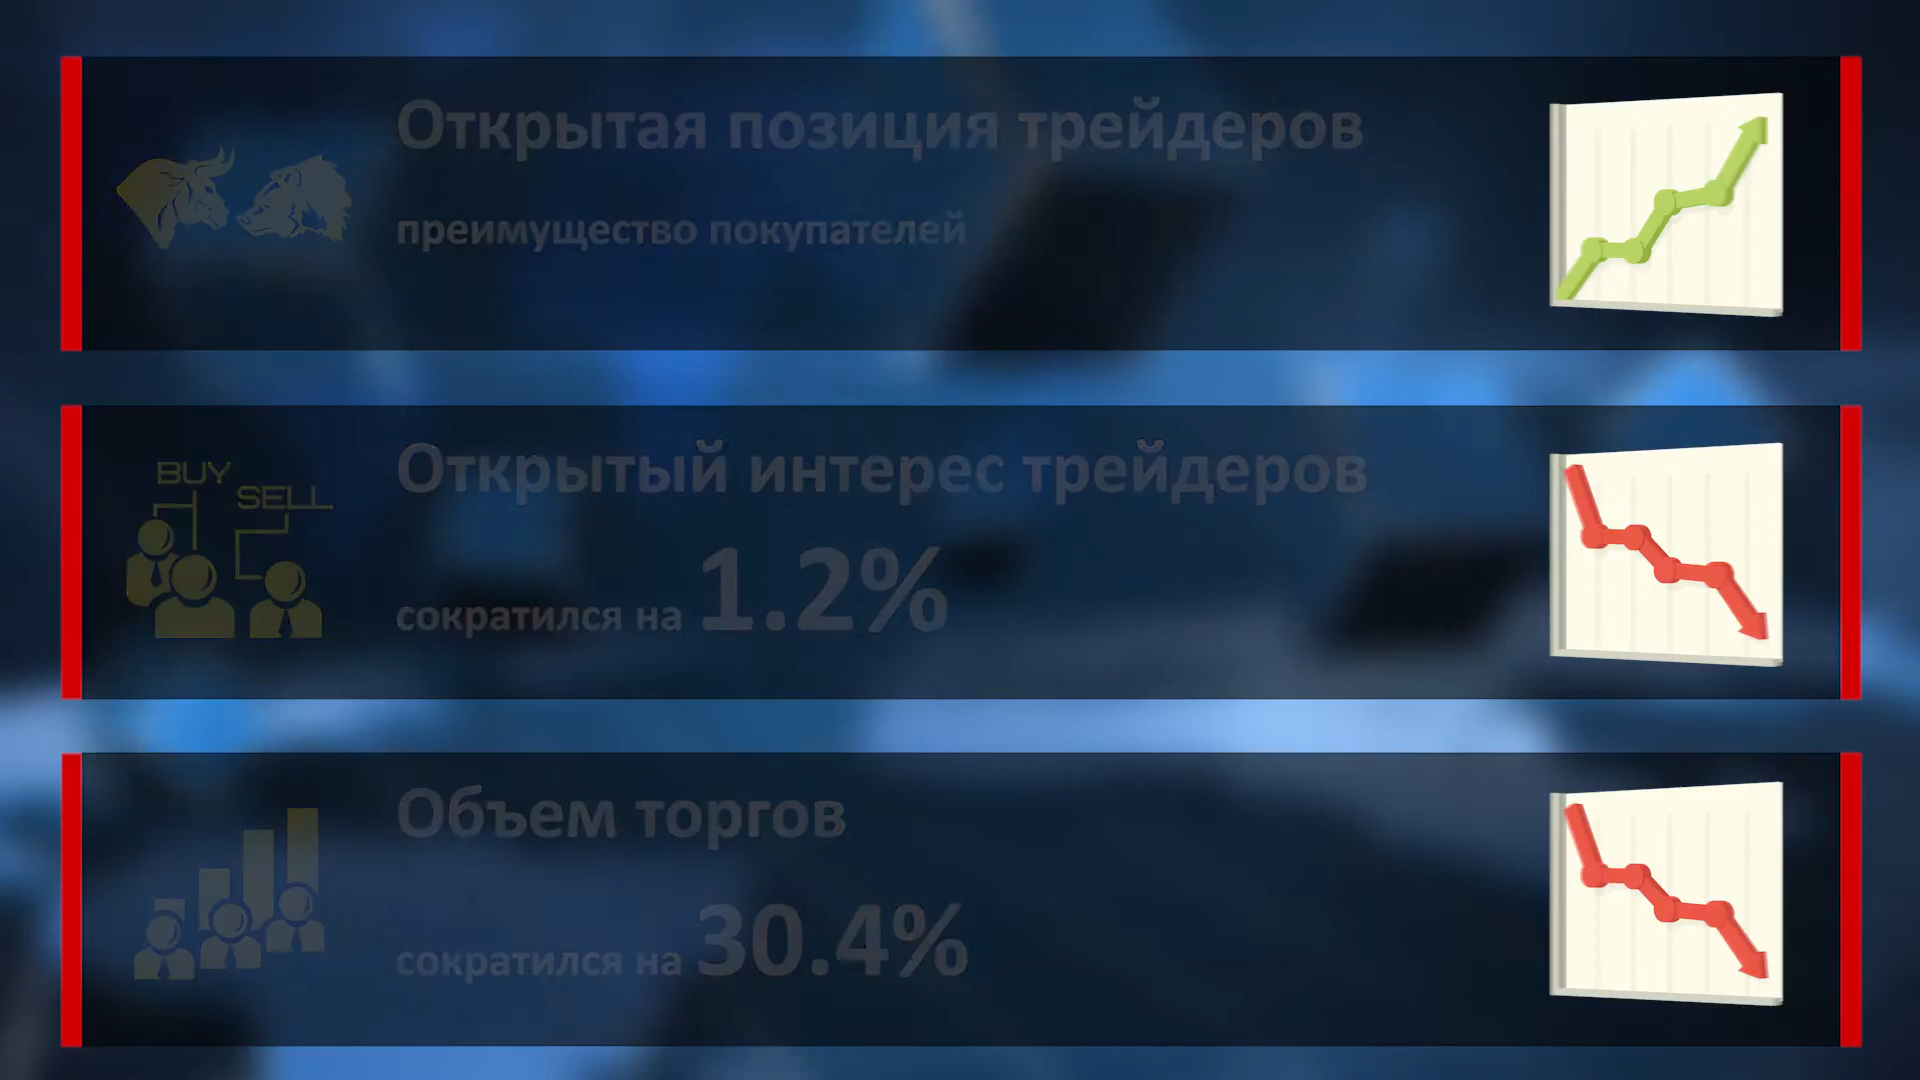 Открытая позиция трейдеров
преимущество покупателей
BUY
SELL
Открытый интерес трейдеров
сократился на 1.2%
Объем торгов
сократился на 30.4%